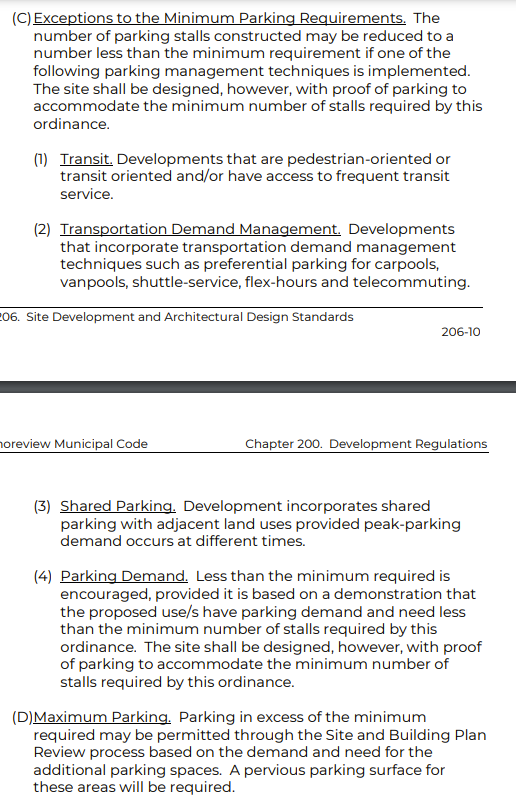 (C) Exceptions to the Minimum Parking Requirements. The
number of parking stalls constructed may be reduced to a
number less than the minimum requirement if one of the
following parking management techniques is implemented.
The site shall be designed, however, with proof of parking to
accommodate the minimum number of stalls required by this
ordinance.
(1) Transit. Developments that are pedestrian-oriented or
transit oriented and/or have access to frequent transit
service.
(2) Transportation Demand Management. Developments
that incorporate transportation demand management
techniques such as preferential parking for carpools,
vanpools, shuttle-service, flex-hours and telecommuting.
206. Site Development and Architectural Design Standards
206-10
horeview Municipal Code Chapter 200. Development Regulations
(3) Shared Parking. Development incorporates shared
parking with adjacent land uses provided peak-parking
demand occurs at different times.
(4) Parking Demand. Less than the minimum required is
encouraged, provided it is based on a demonstration that
the proposed use/s have parking demand and need less
than the minimum number of stalls required by this
ordinance. The site shall be designed, however, with proof
of parking to accommodate the minimum number of
stalls required by this ordinance.
(D)Maximum Parking. Parking in excess of the minimum
required may be permitted through the Site and Building Plan
Review process based on the demand and need for the
additional parking spaces. A pervious parking surface for
these areas will be required.